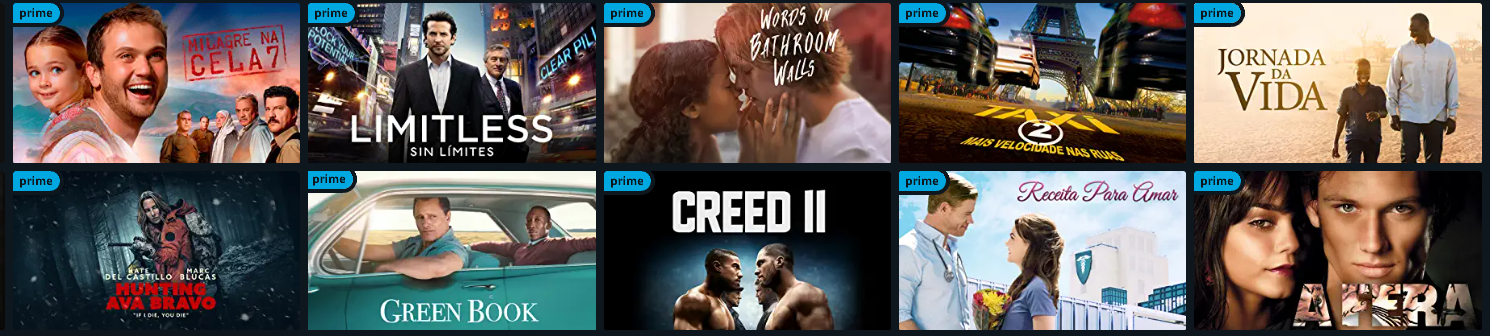 prime
MILAGRE NA
CELA 7
prime
CLEAR PILL
LIMITLESS
SIN LÍMITES
prime
WORDS ON
BATHROOM
WALLS
prime
TAXI
2
MAIS VELOCIDADE NAS RUAS
prime
JORNADA
DA
VIDA
prime
KATE DEL CASTILLO
MARC BLUCAS
HUNTING
AVA BRAVO
"IF I DIE, YOU DIE"
prime
GREEN BOOK
prime
CREED II
prime
Receita Para Amar
prime
A FERA